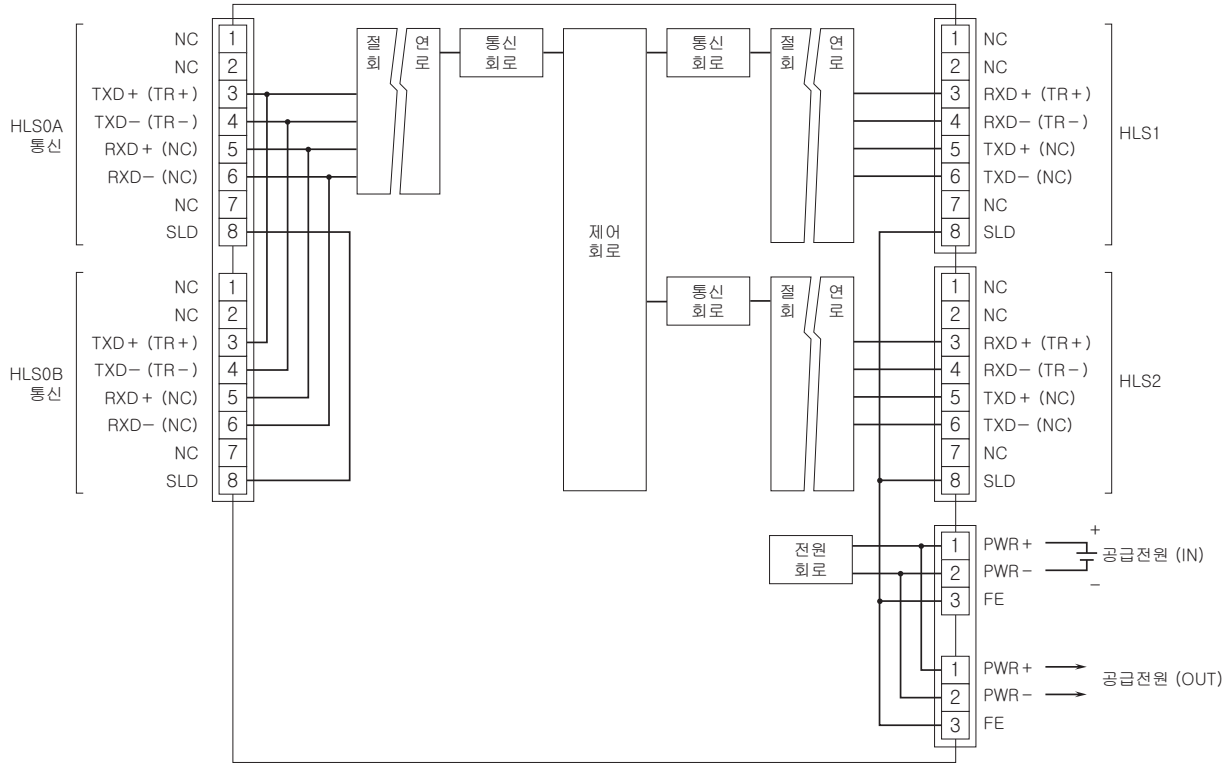 HLS0A
통신
NC 1
NC 2
TXD+ (TR+) 3
TXD− (TR−) 4
RXD+ (NC) 5
RXD− (NC) 6
NC 7
SLD 8
HLS0B
통신
NC 1
NC 2
TXD+ (TR+) 3
TXD− (TR−) 4
RXD+ (NC) 5
RXD− (NC) 6
NC 7
SLD 8
절 연
회 로
통신
회로
제어
회로
통신
회로
절 연
회 로
통신
회로
절 연
회 로
전원
회로
1 NC
2 NC
3 RXD+ (TR+)
4 RXD− (TR−)
5 TXD+ (NC)
6 TXD− (NC)
7 NC
8 SLD
HLS1
1 NC
2 NC
3 RXD+ (TR+)
4 RXD− (TR−)
5 TXD+ (NC)
6 TXD− (NC)
7 NC
8 SLD
HLS2
1 PWR+
2 PWR−
3 FE
+
공급전원 (IN)
−
1 PWR+
2 PWR−
3 FE
공급전원 (OUT)